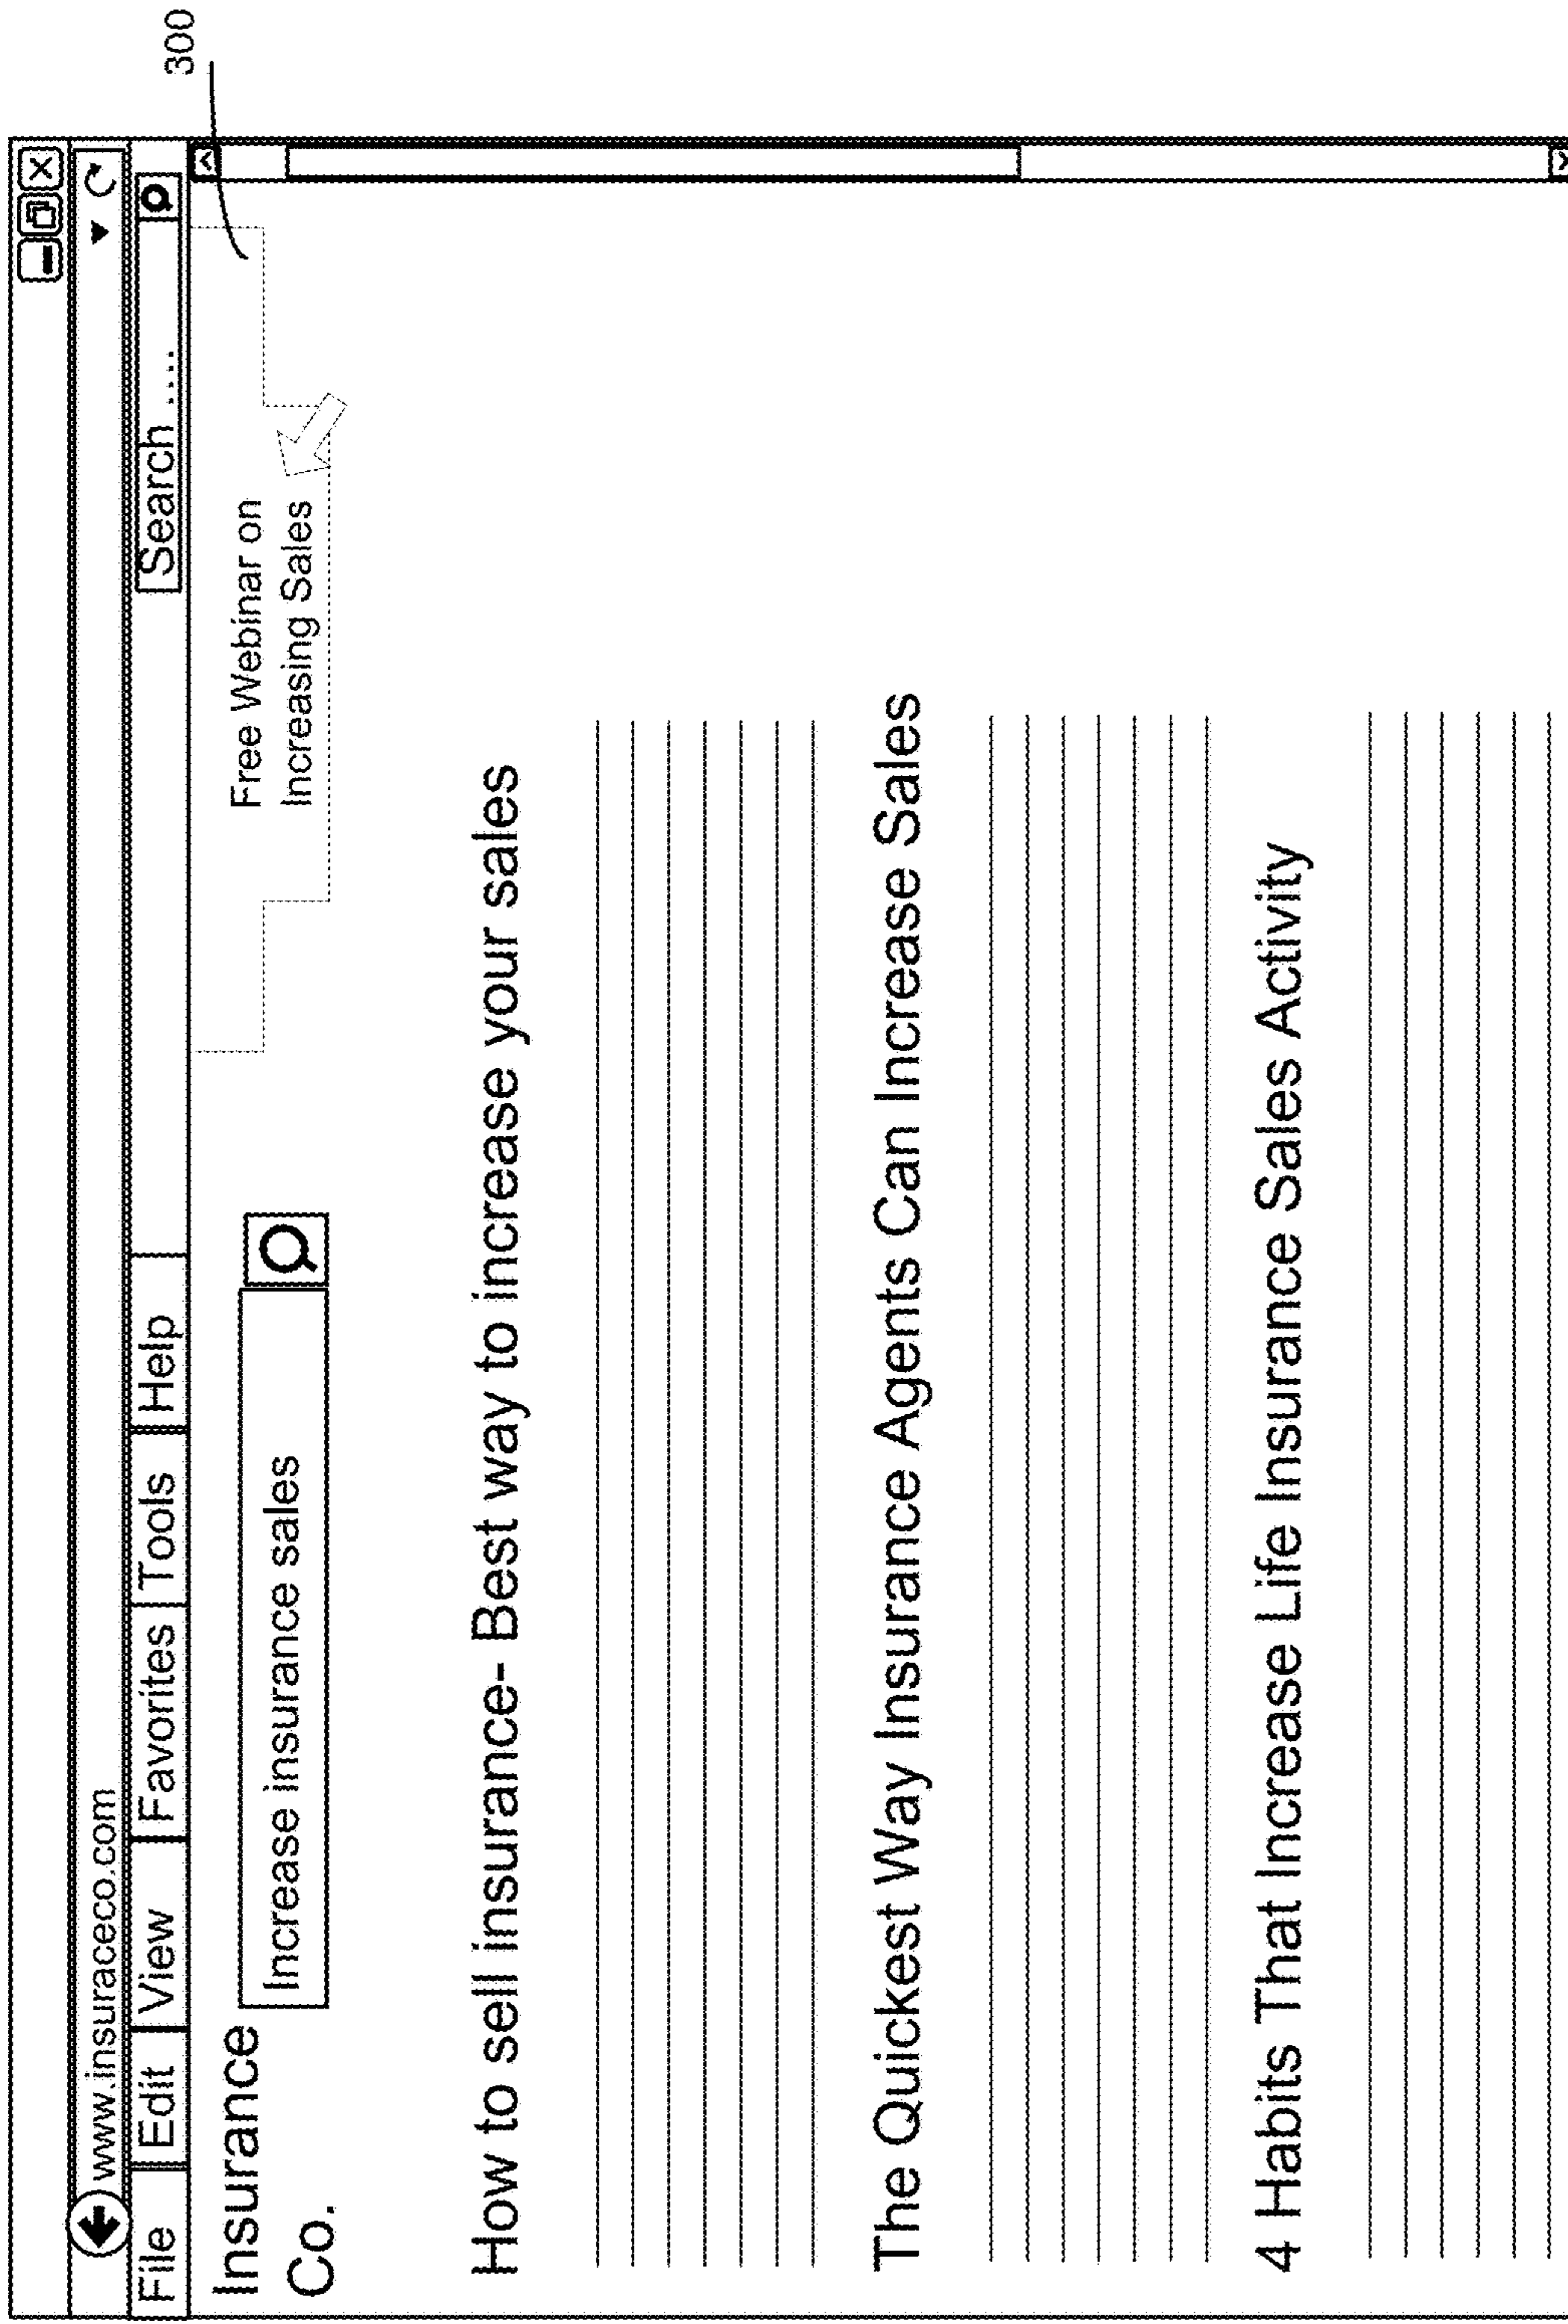 300
www.insuraceco.com
File Edit View Favorites Tools Help Search .....
Insurance
Co.
Increase insurance sales
Free Webinar on
Increasing Sales
How to sell insurance- Best way to increase your sales
The Quickest Way Insurance Agents Can Increase Sales
4 Habits That Increase Life Insurance Sales Activity